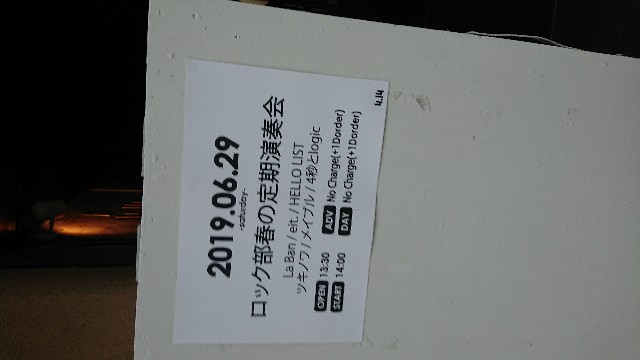 2019.06.29
-saturday-
ロック部春の定期演奏会
La Ban / eit. / HELLO LIST
ツキノワ / メイプル / 4秒とlogic
OPEN 13:30 ADV No Charge(+1Dorder)
START 14:00 DAY No Charge(+1Dorder)
4.14